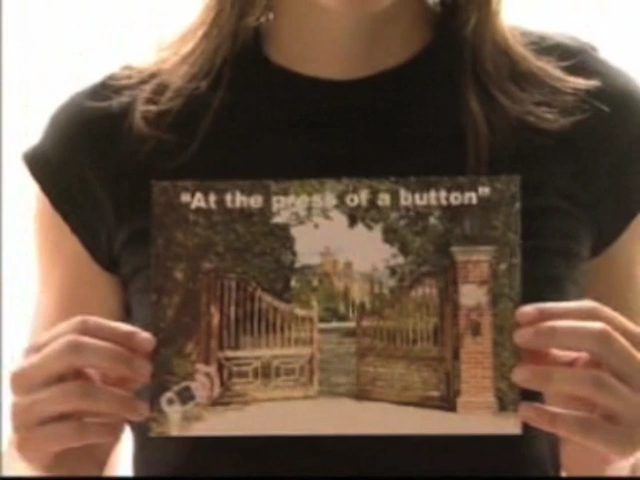 "At the press of a button"